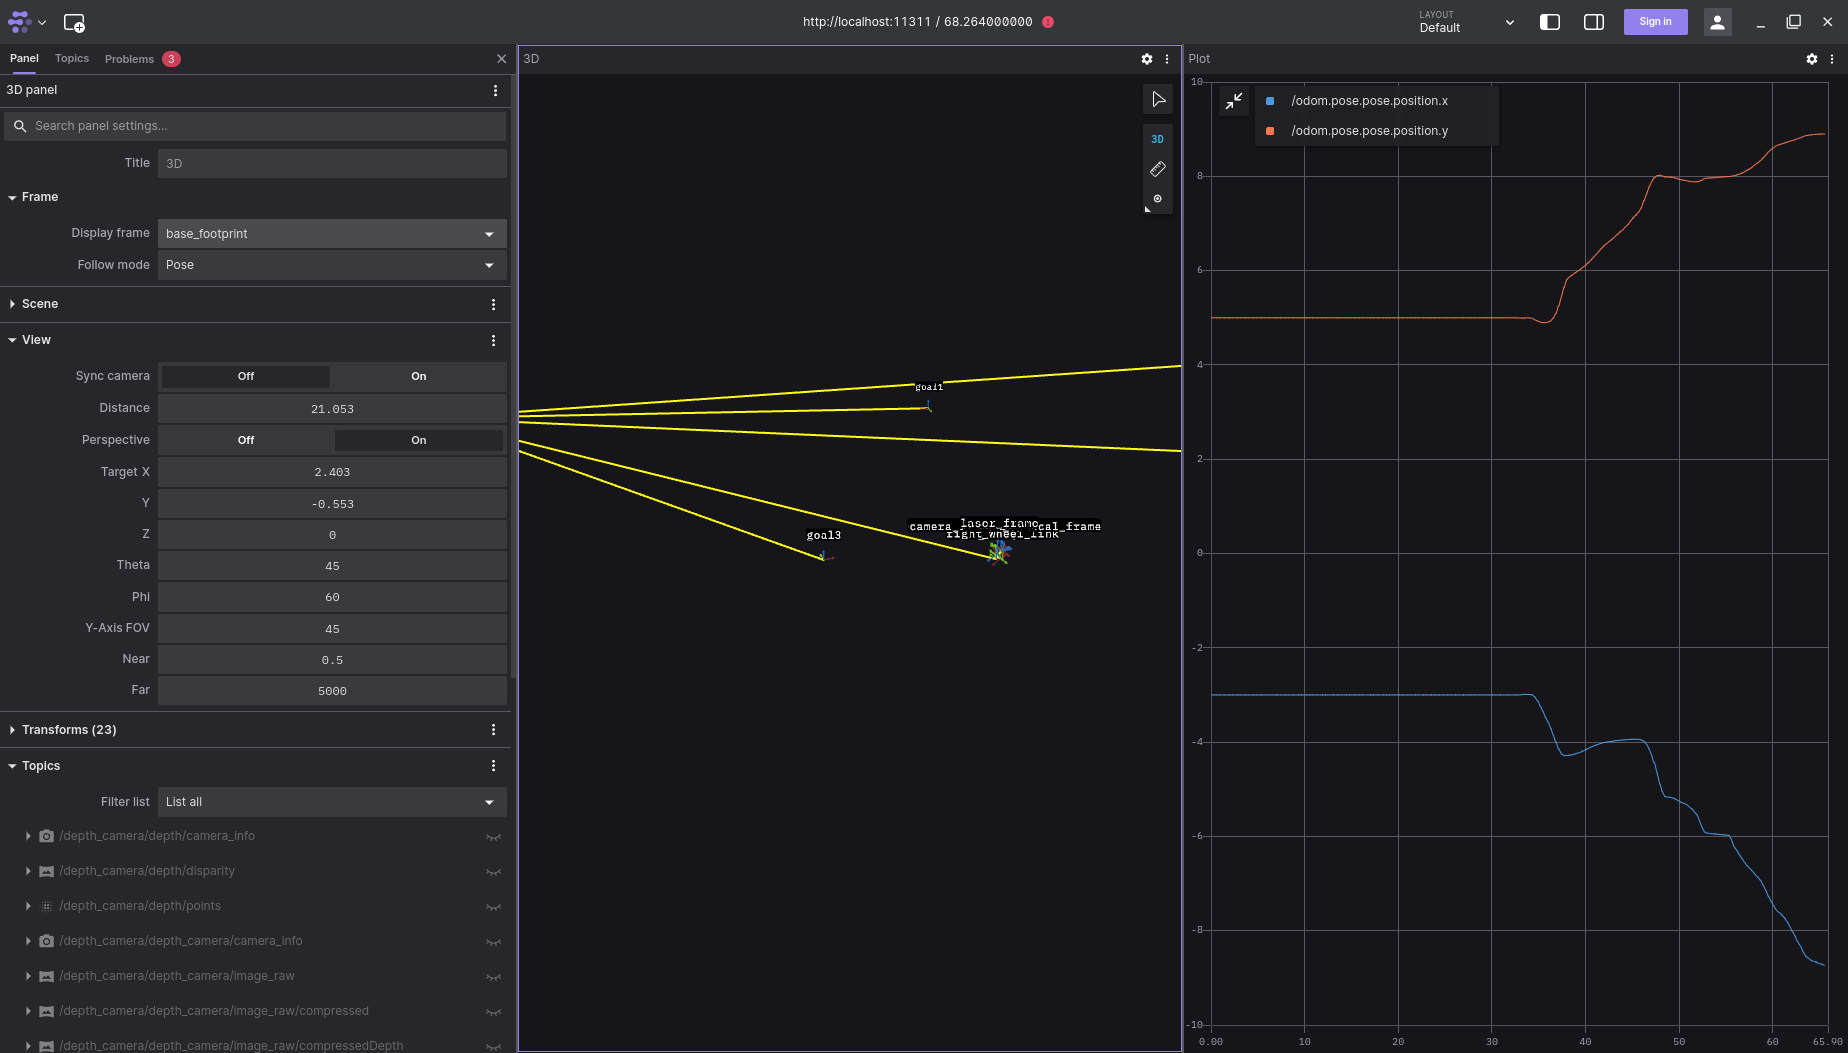 http://localhost:11311 / 68.264000000
LAYOUT
Default
Sign in
Panel
Topics
Problems
3
3D panel
Search panel settings...
Title
3D
Frame
Display frame
base_footprint
Follow mode
Pose
Scene
View
Sync camera
Off
On
Distance
21.053
Perspective
Off
On
Target X
2.403
Y
-0.553
Z
0
Theta
45
Phi
60
Y-Axis FOV
45
Near
0.5
Far
5000
Transforms (23)
Topics
Filter list
List all
/depth_camera/depth/camera_info
/depth_camera/depth/disparity
/depth_camera/depth/points
/depth_camera/depth_camera/camera_info
/depth_camera/depth_camera/image_raw
/depth_camera/depth_camera/image_raw/compressed
/depth_camera/depth_camera/image_raw/compressedDepth
3D
3D
goal1
goal3
camera_
laser_frame
cal_frame
right_wheel_link
Plot
/odom.pose.pose.position.x
/odom.pose.pose.position.y
10
8
6
4
2
0
-2
-4
-6
-8
-10
0.00
10
20
30
40
50
60
65.90